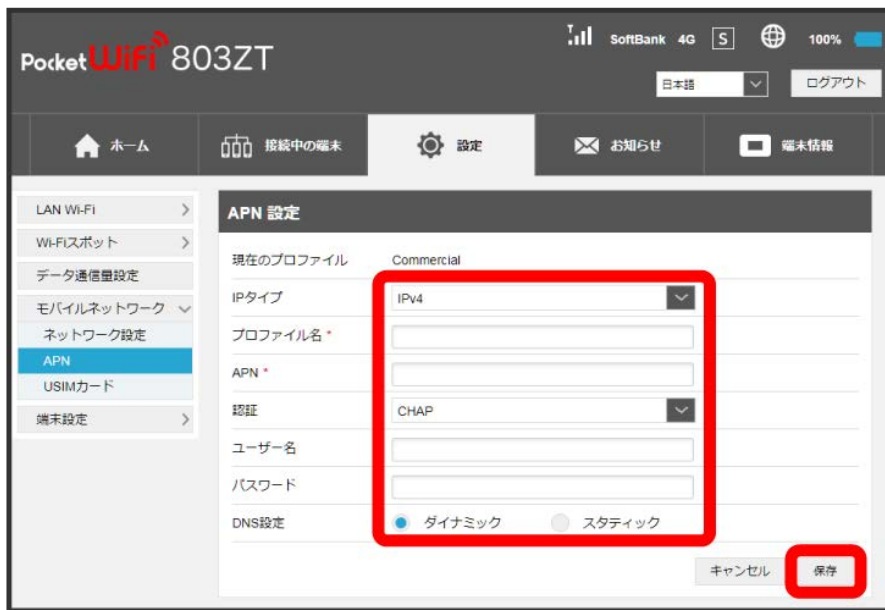 SoftBank 4G S 100%
Pocket WiFi 803ZT
日本語 ログアウト
ホーム 接続中の端末 設定 お知らせ 端末情報
LAN Wi-Fi
Wi-Fiスポット
データ通信量設定
モバイルネットワーク
ネットワーク設定
APN
USIMカード
端末設定
APN 設定
現在のプロファイル Commercial
IPタイプ IPv4
プロファイル名 *
APN *
認証 CHAP
ユーザー名
パスワード
DNS設定 ダイナミック スタティック
キャンセル 保存